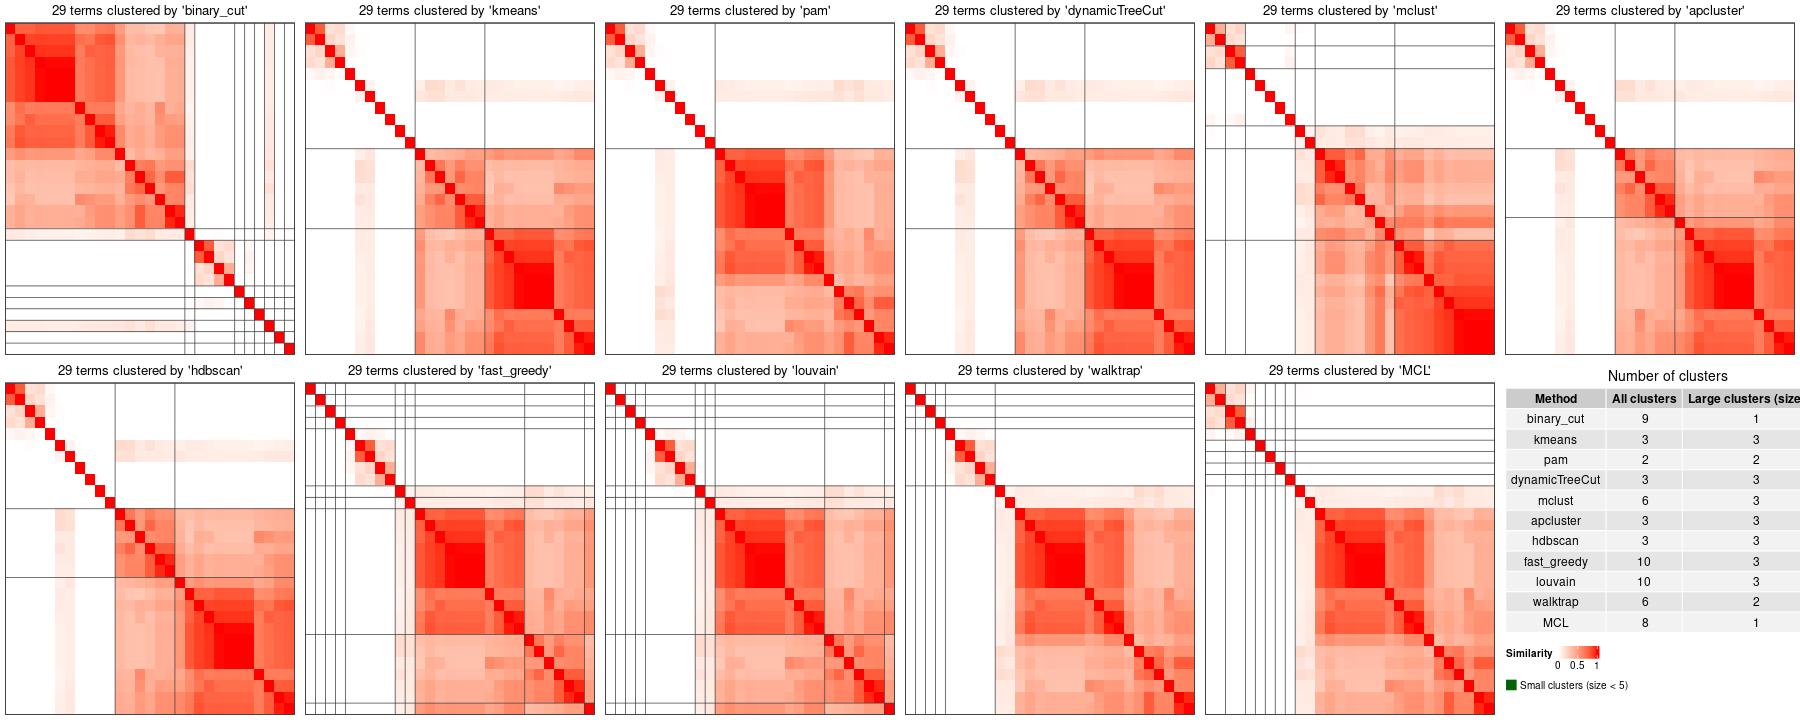 29 terms clustered by 'binary_cut'
29 terms clustered by 'kmeans'
29 terms clustered by 'pam'
29 terms clustered by 'dynamicTreeCut'
29 terms clustered by 'mclust'
29 terms clustered by 'apcluster'
29 terms clustered by 'hdbscan'
29 terms clustered by 'fast_greedy'
29 terms clustered by 'louvain'
29 terms clustered by 'walktrap'
29 terms clustered by 'MCL'
Number of clusters
Method All clusters Large clusters (size
binary_cut 9 1
kmeans 3 3
pam 2 2
dynamicTreeCut 3 3
mclust 6 3
apcluster 3 3
hdbscan 3 3
fast_greedy 10 3
louvain 10 3
walktrap 6 2
MCL 8 1
Similarity
0 0.5 1
Small clusters (size < 5)